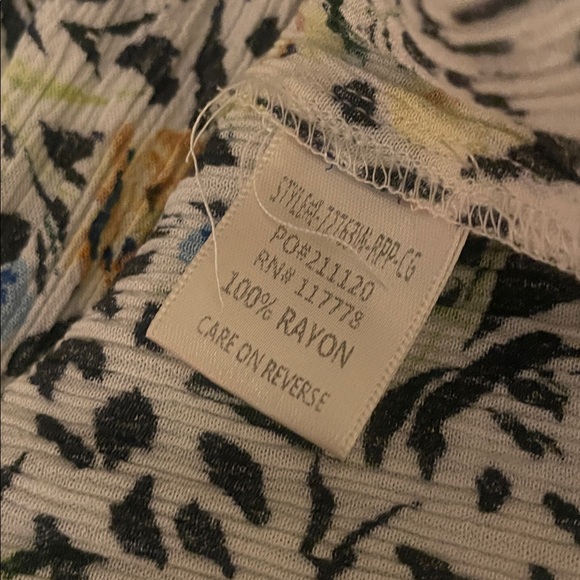 PO#211120
RN# 117778
100% RAYON
CARE ON REVERSE